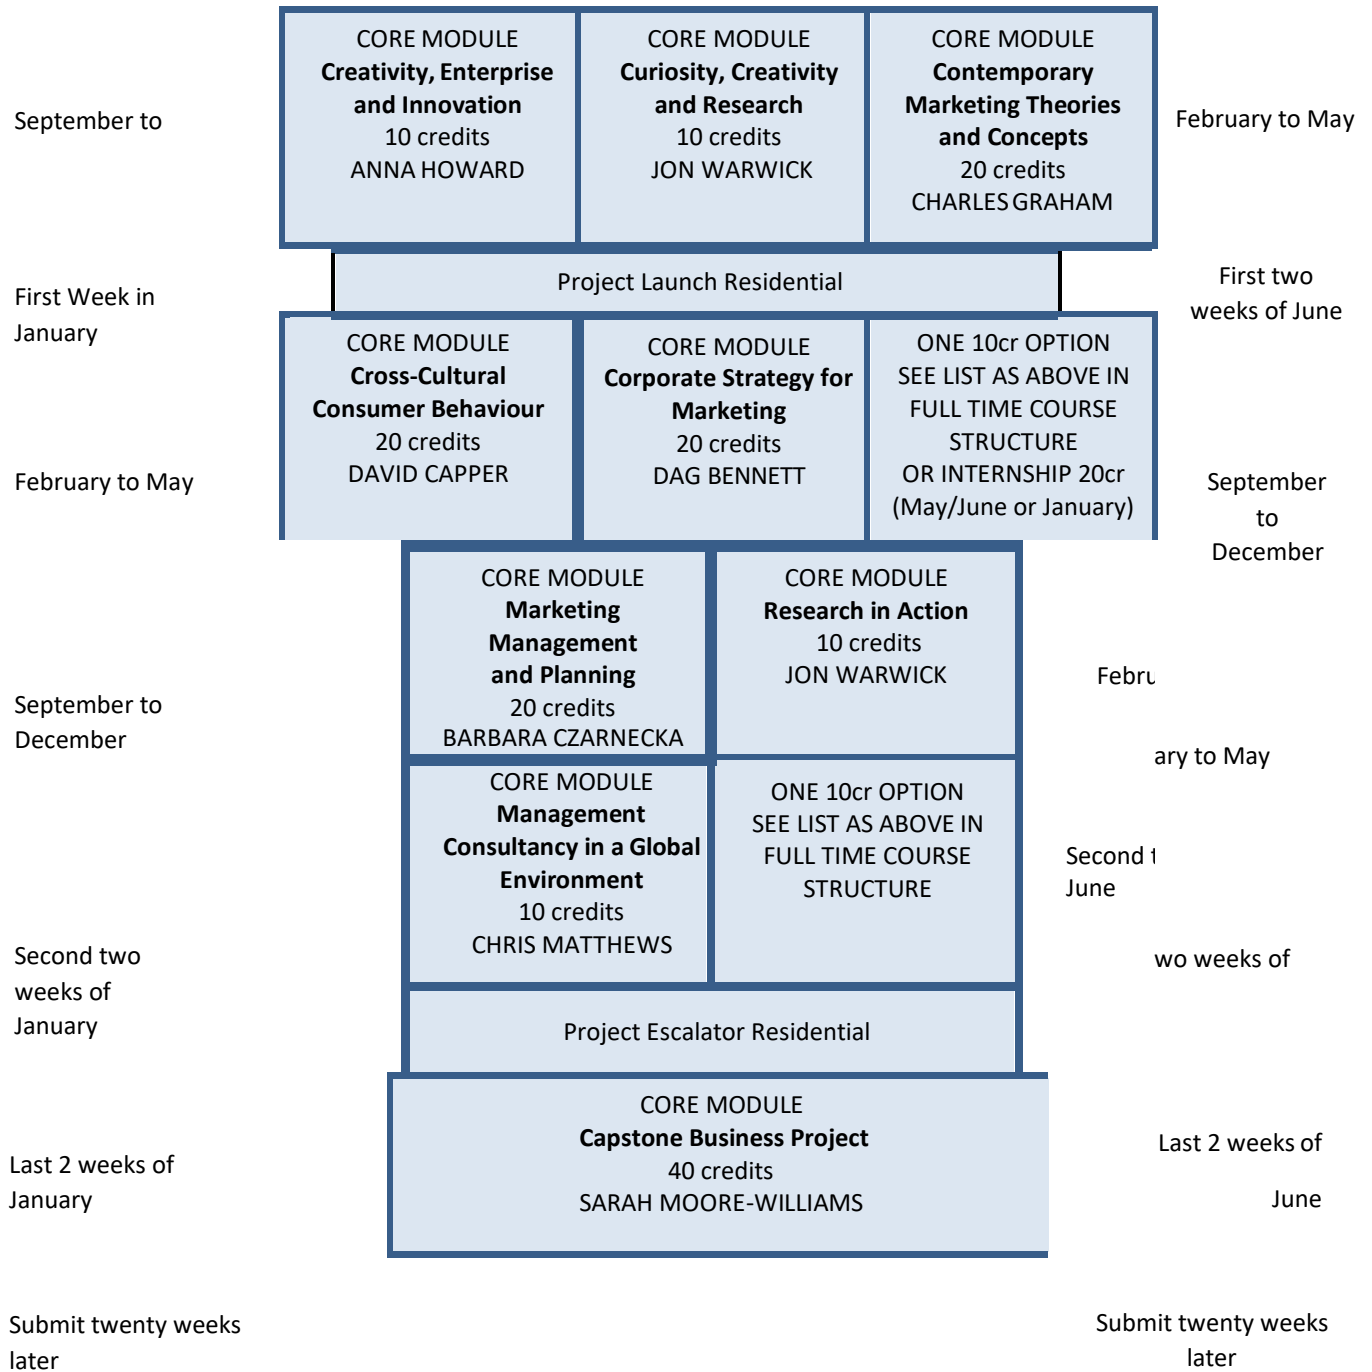 CORE MODULE
Creativity, Enterprise
and Innovation
10 credits
ANNA HOWARD
CORE MODULE
Curiosity, Creativity
and Research
10 credits
JON WARWICK
CORE MODULE
Contemporary
Marketing Theories
and Concepts
20 credits
CHARLES GRAHAM
September to
February to May
Project Launch Residential
First Week in
January
First two
weeks of June
CORE MODULE
Cross-Cultural
Consumer Behaviour
20 credits
DAVID CAPPER
CORE MODULE
Corporate Strategy for
Marketing
20 credits
DAG BENNETT
ONE 10cr OPTION
SEE LIST AS ABOVE IN
FULL TIME COURSE
STRUCTURE
OR INTERNSHIP 20cr
(May/June or January)
February to May
September
to
December
CORE MODULE
Marketing
Management
and Planning
20 credits
BARBARA CZARNECKA
CORE MODULE
Research in Action
10 credits
JON WARWICK
September to
December
Febru
ary to May
CORE MODULE
Management
Consultancy in a Global
Environment
10 credits
CHRIS MATTHEWS
ONE 10cr OPTION
SEE LIST AS ABOVE IN
FULL TIME COURSE
STRUCTURE
Second t
June
wo weeks of
Second two
weeks of
January
Project Escalator Residential
CORE MODULE
Capstone Business Project
40 credits
SARAH MOORE-WILLIAMS
Last 2 weeks of
January
Last 2 weeks of
June
Submit twenty weeks
later
Submit twenty weeks
later